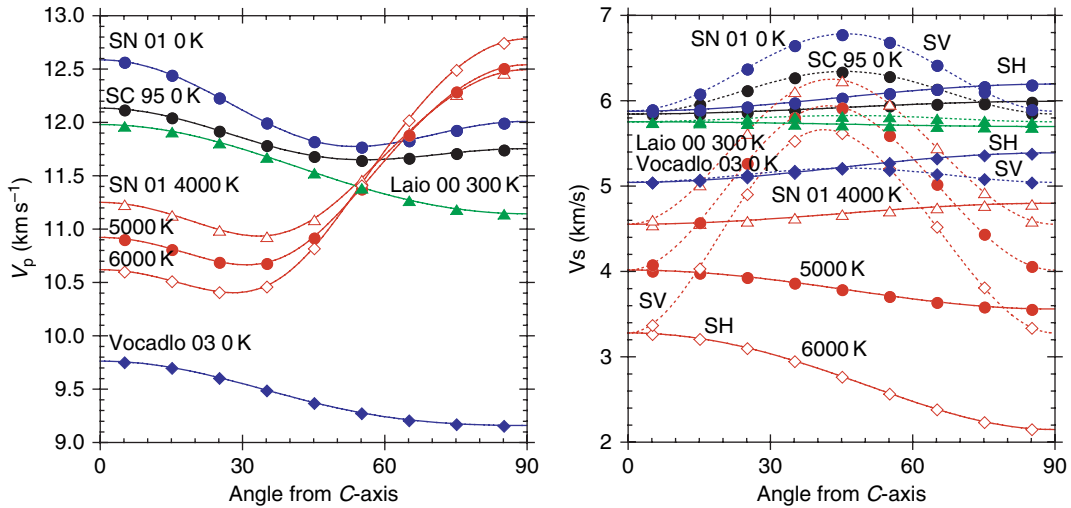 13.0
12.5
12.0
11.5
11.0
10.5
10.0
9.5
9.0
Vp (km s−1)
SN 01 0 K
SC 95 0 K
SN 01 4000 K
5000 K
6000 K
Laio 00 300 K
Vocadlo 03 0 K
0 30 60 90
Angle from C-axis
7
6
5
4
3
2
Vs (km/s)
SN 01 0 K
SV
SC 95 0 K
SH
Laio 00 300 K
Vocadlo 03 0 K
SH
SV
SN 01 4000 K
5000 K
SV
SH
6000 K
0 30 60 90
Angle from C-axis